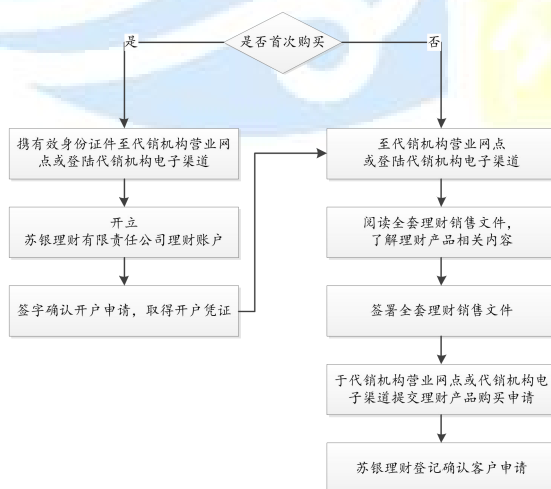 是否首次购买
是
否
携有效身份证件至代销机构营业网
点或登陆代销机构电子渠道
开立
苏银理财有限责任公司理财账户
签字确认开户申请，取得开户凭证
至代销机构营业网点
或登陆代销机构电子渠道
阅读全套理财销售文件，
了解理财产品相关内容
签署全套理财销售文件
于代销机构营业网点或代销机构电
子渠道提交理财产品购买申请
苏银理财登记确认客户申请